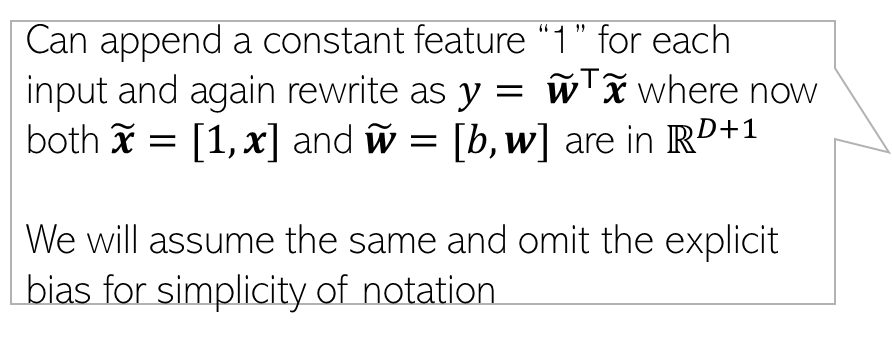 Can append a constant feature “1” for each
input and again rewrite as y = w̃⊤x̃ where now
both x̃ = [1, x] and w̃ = [b, w] are in ℝᴰ⁺¹
We will assume the same and omit the explicit
bias for simplicity of notation